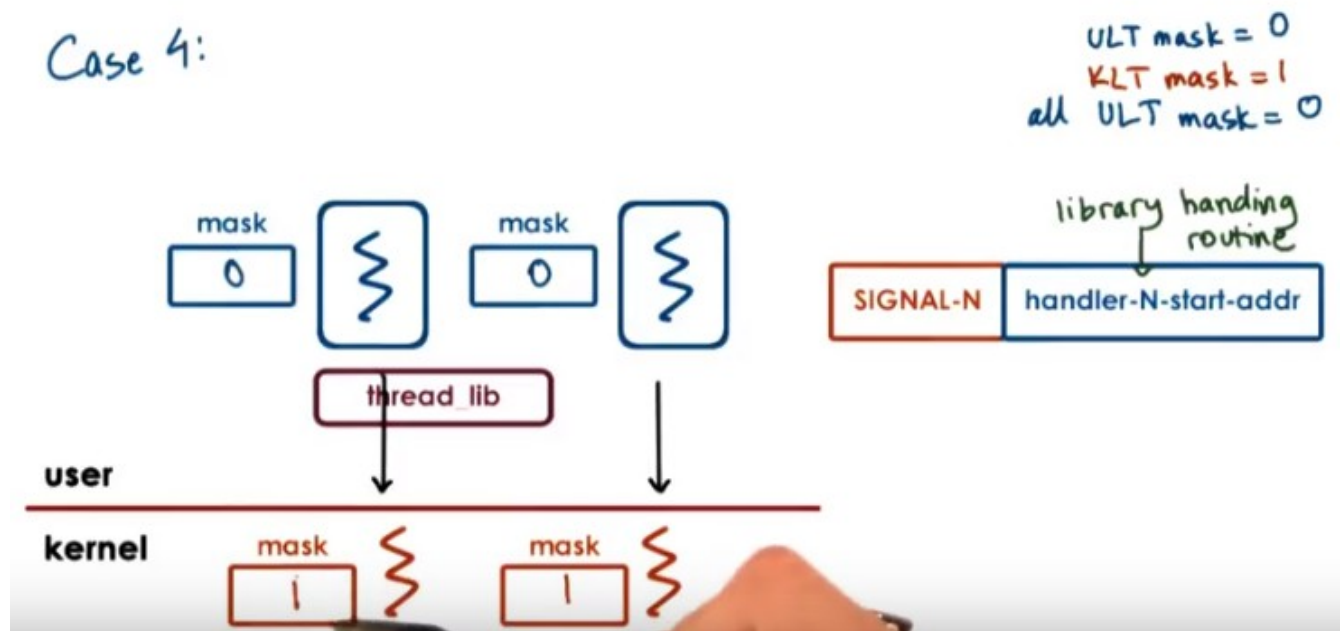 Case 4:
ULT mask = 0
KLT mask = 1
all ULT mask = 0
library handing
routine
mask
mask
0
0
SIGNAL-N
handler-N-start-addr
thread_lib
user
kernel
mask
mask
1
1